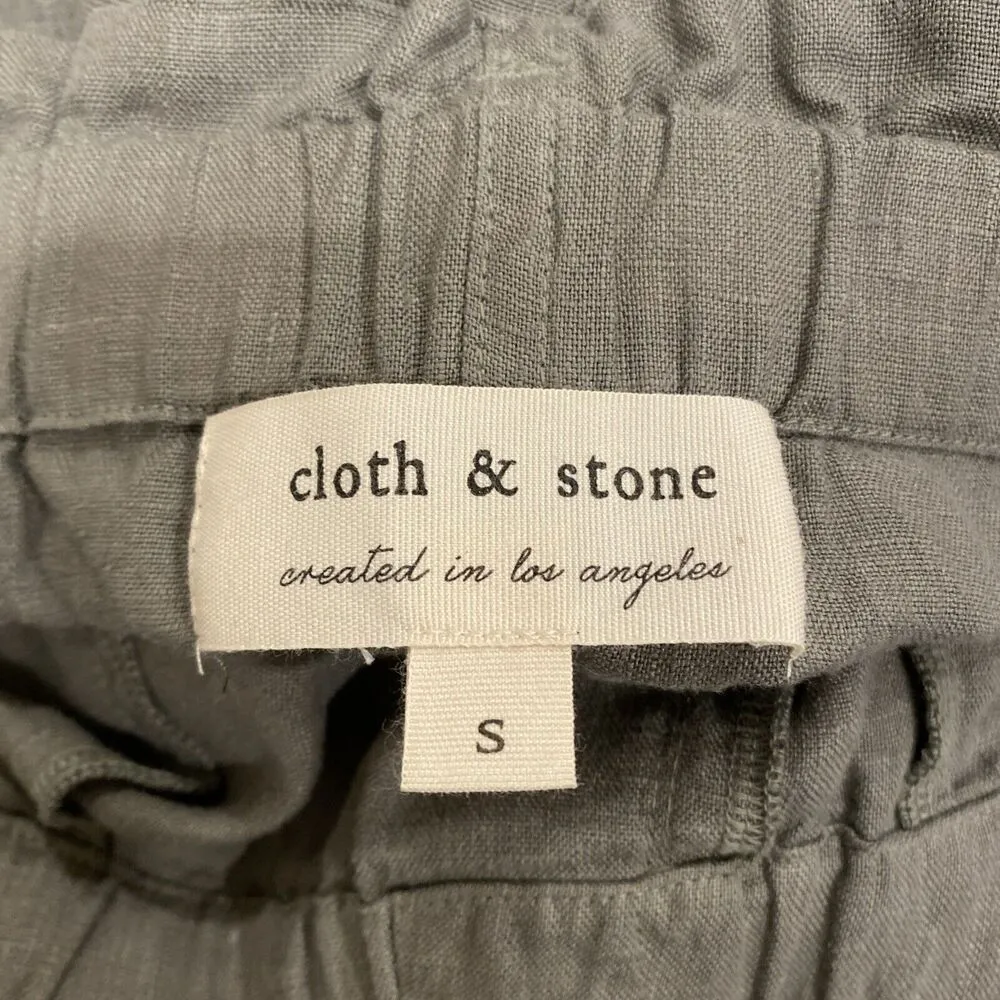 cloth & stone
created in los angeles
S